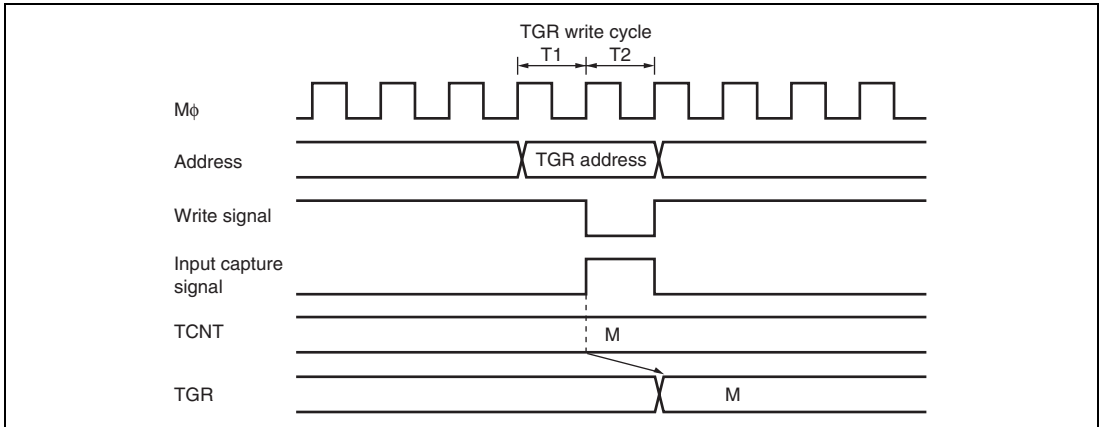 TGR write cycle
T1 T2
Mϕ
Address
TGR address
Write signal
Input capture
signal
TCNT
M
TGR
M